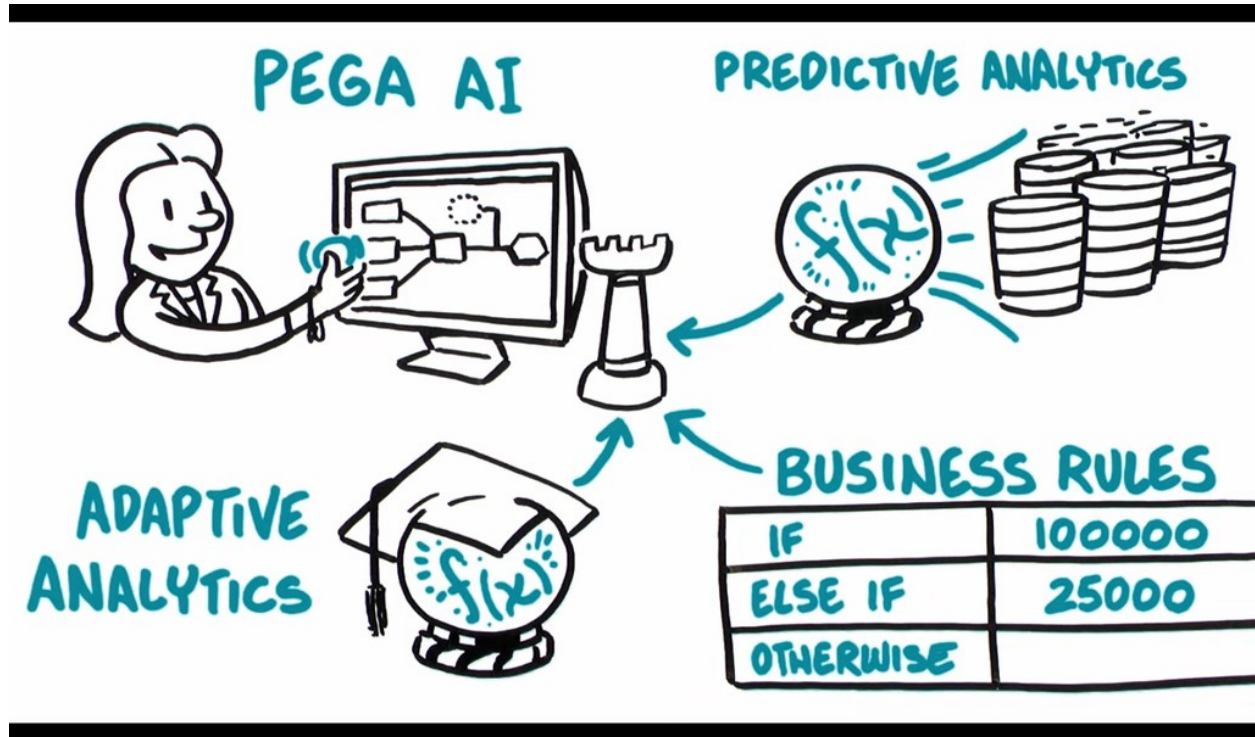 PEGA AI
PREDICTIVE ANALYTICS
f(x)
ADAPTIVE
ANALYTICS
f(x)
BUSINESS RULES
IF 100000
ELSE IF 25000
OTHERWISE